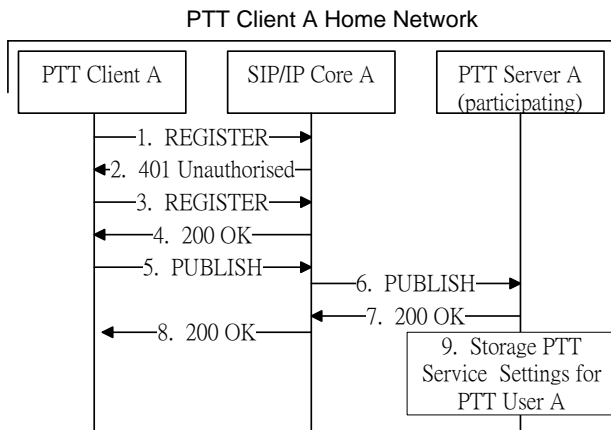 PTT Client A Home Network
PTT Client A
SIP/IP Core A
PTT Server A
(participating)
1. REGISTER
2. 401 Unauthorised
3. REGISTER
4. 200 OK
5. PUBLISH
6. PUBLISH
7. 200 OK
8. 200 OK
9. Storage PTT
Service Settings for
PTT User A